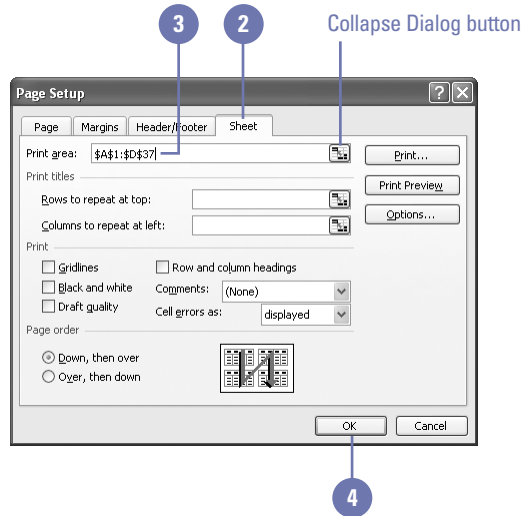 3 2 Collapse Dialog button
Page Setup
Page Margins Header/Footer Sheet
Print area: $A$1:$D$37 Print...
Print titles Print Preview
Rows to repeat at top: Options...
Columns to repeat at left:
Print
Gridlines Row and column headings
Black and white Comments: (None)
Draft quality Cell errors as: displayed
Page order
Down, then over
Over, then down
OK Cancel
4